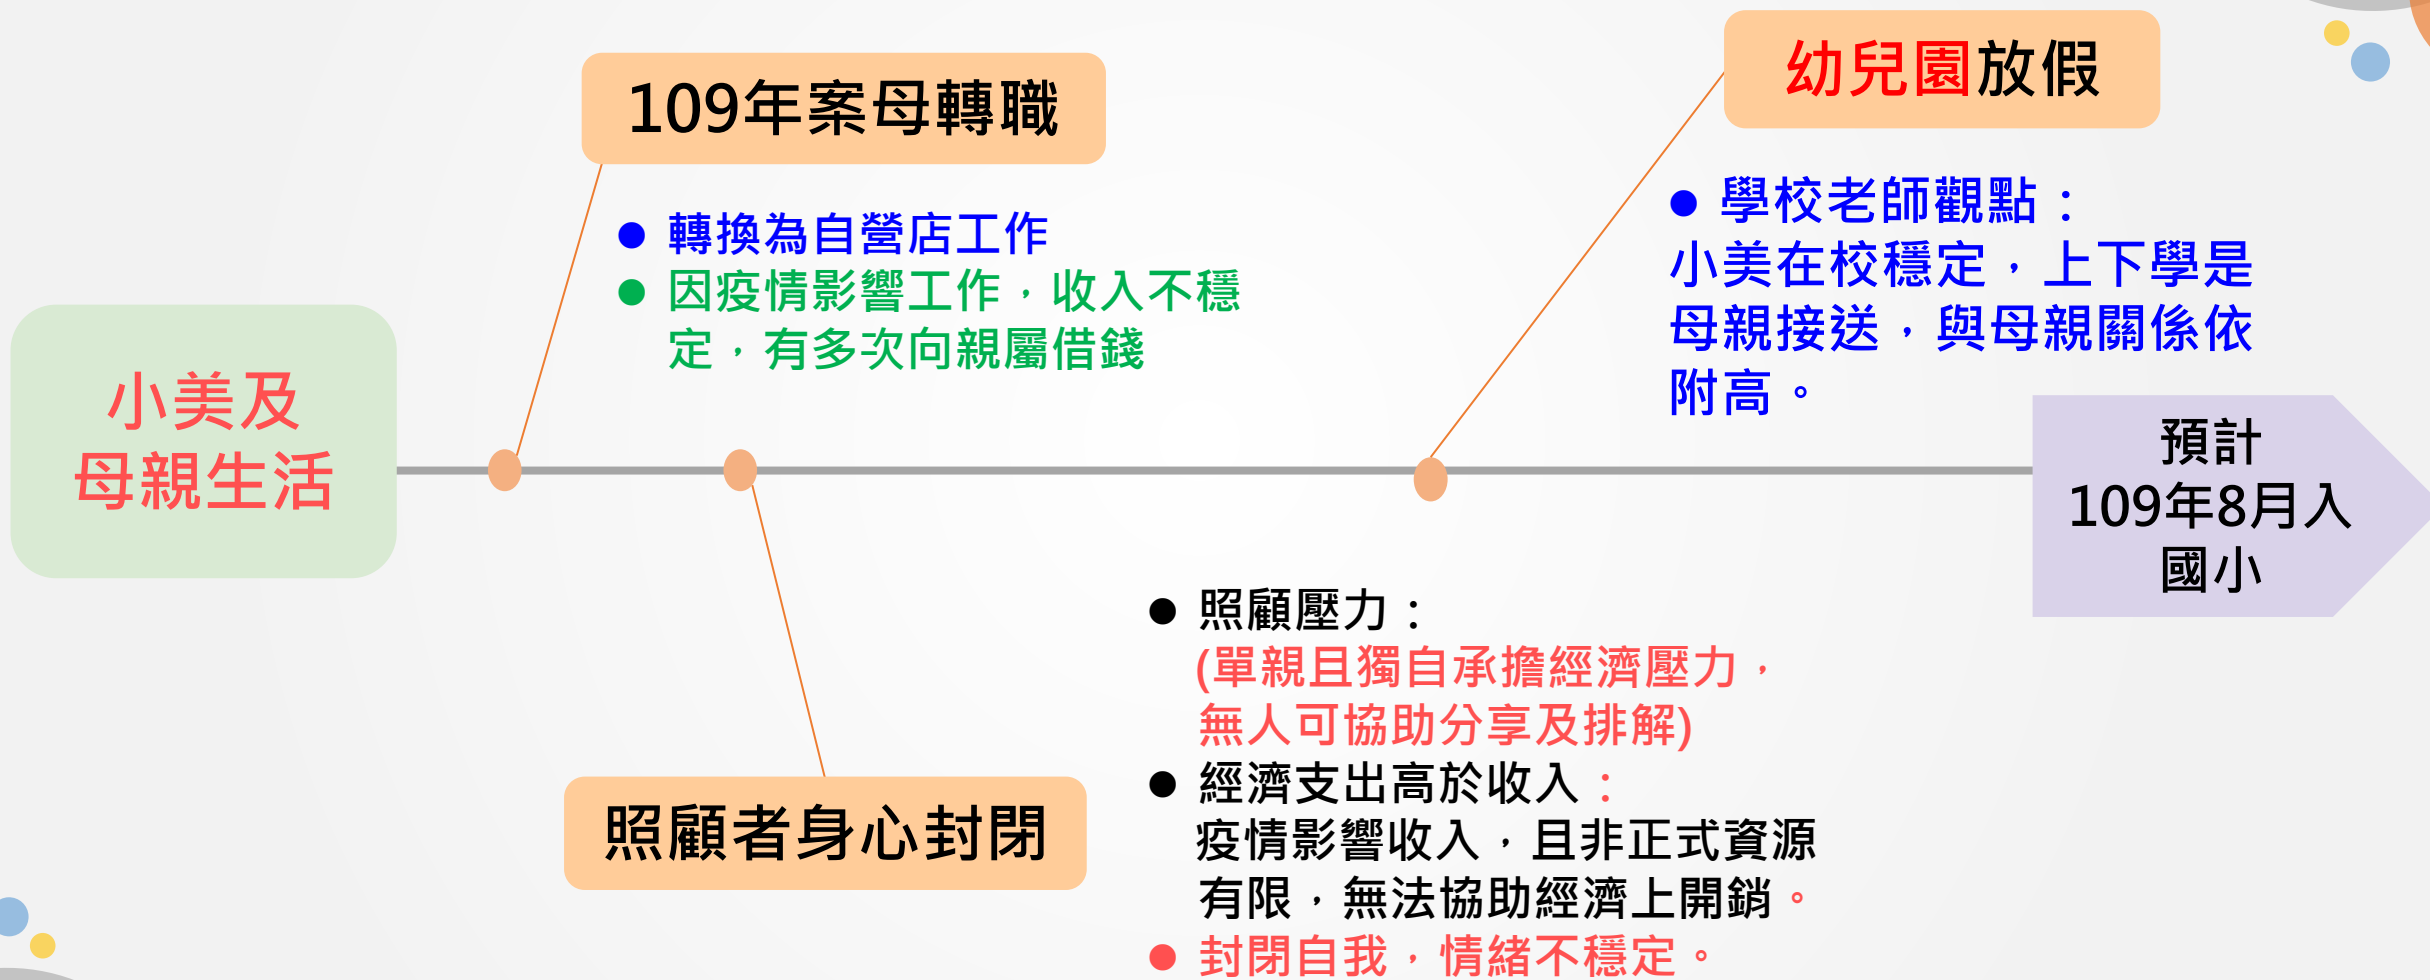 小美及
母親生活
109年案母轉職
● 轉換為自營店工作
● 因疫情影響工作，收入不穩
定，有多次向親屬借錢
照顧者身心封閉
● 照顧壓力：
(單親且獨自承擔經濟壓力，
無人可協助分享及排解)
● 經濟支出高於收入：
疫情影響收入，且非正式資源
有限，無法協助經濟上開銷。
● 封閉自我，情緒不穩定。
幼兒園放假
● 學校老師觀點：
小美在校穩定，上下學是
母親接送，與母親關係依
附高。
預計
109年8月入
國小